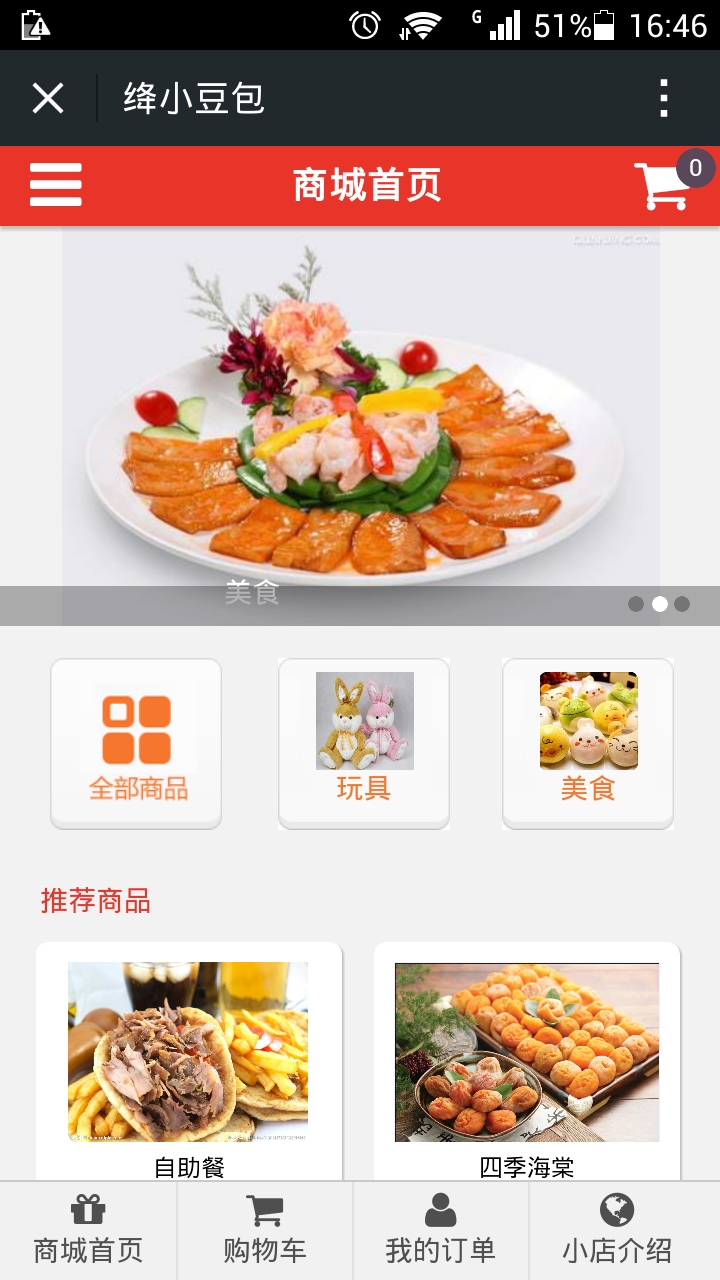 G 51% 16:46
绛小豆包
商城首页
0
美食
全部商品
玩具
美食
推荐商品
自助餐
四季海棠
商城首页
购物车
我的订单
小店介绍